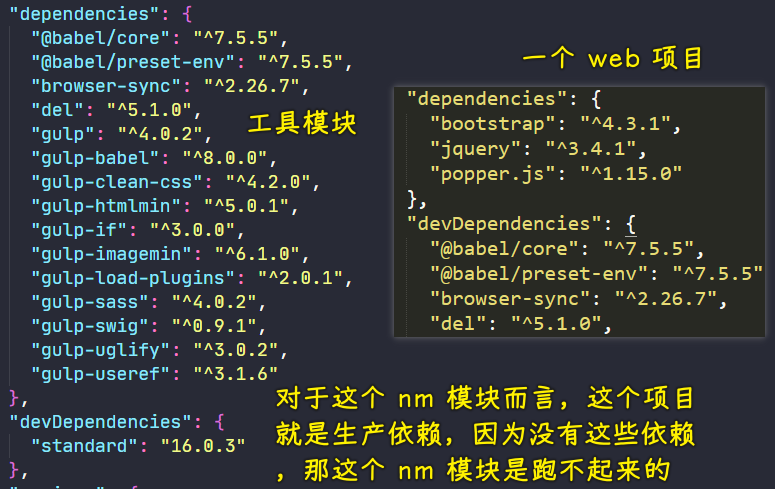 "dependencies": {
"@babel/core": "^7.5.5",
"@babel/preset-env": "^7.5.5",
"browser-sync": "^2.26.7",
"del": "^5.1.0",
"gulp": "^4.0.2",
"gulp-babel": "^8.0.0",
"gulp-clean-css": "^4.2.0",
"gulp-htmlmin": "^5.0.1",
"gulp-if": "^3.0.0",
"gulp-imagemin": "^6.1.0",
"gulp-load-plugins": "^2.0.1",
"gulp-sass": "^4.0.2",
"gulp-swig": "^0.9.1",
"gulp-uglify": "^3.0.2",
"gulp-useref": "^3.1.6"
},
"devDependencies": {
"standard": "16.0.3"
},
工具模块
一个 web 项目
"dependencies": {
"bootstrap": "^4.3.1",
"jquery": "^3.4.1",
"popper.js": "^1.15.0"
},
"devDependencies": {
"@babel/core": "^7.5.5",
"@babel/preset-env": "^7.5.5"
"browser-sync": "^2.26.7",
"del": "^5.1.0",
对于这个 nm 模块而言，这个项目
就是生产依赖，因为没有这些依赖
，那这个 nm 模块是跑不起来的